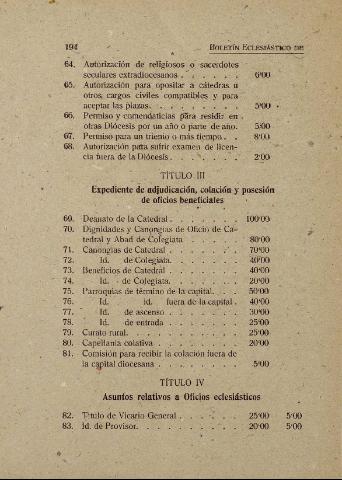 194 BOLETÍN ECLESIÁSTICO DE
64. Autorización de religiosos o sacerdotes
seculares extradiocesanos . . . . . . 6'00
65. Autorización para opositar a cátedras u
otros cargos civiles compatibles y para
aceptar las plazas. . . . . . . . . 5'00
66. Permiso y comendaticias para residir en
otras Diócesis por un año o parte de año. 5'00
67. Permiso para un trienio o más tiempo . . 8'00
68. Autorización para sufrir examen de licen-
cia fuera de la Diócesis . . . . . . . 2'00
TÍTULO III
Expediente de adjudicación, colación y posesión
de oficios beneficiales
69. Deanato de la Catedral . . . . . . . 100'00
70. Dignidades y Canongías de Oficio de Ca-
tedral y Abad de Colegiata . . . . . 80'00
71. Canongías de Catedral . . . . . . . 70'00
72. Id. de Colegiata. . . . . . . 40'00
73. Beneficios de Catedral . . . . . . . 40'00
74. Id. de Colegiata. . . . . . . 20'00
75. Parroquias de término de la capital. . . . 50'00
76. Id. id. fuera de la capital . 40'00
77. Id. de ascenso . . . . . . . 30'00
78. Id. de entrada . . . . . . . 25'00
79. Curato rural. . . . . . . . . . . 25'00
80. Capellanía colativa . . . . . . . . 20'00
81. Comisión para recibir la colación fuera de
la capital diocesana . . . . . . . . 5'00
TÍTULO IV
Asuntos relativos a Oficios eclesiásticos
82. Título de Vicario General . . . . . . 25'00 5'00
83. Id. de Provisor. . . . . . . . . . 20'00 5'00